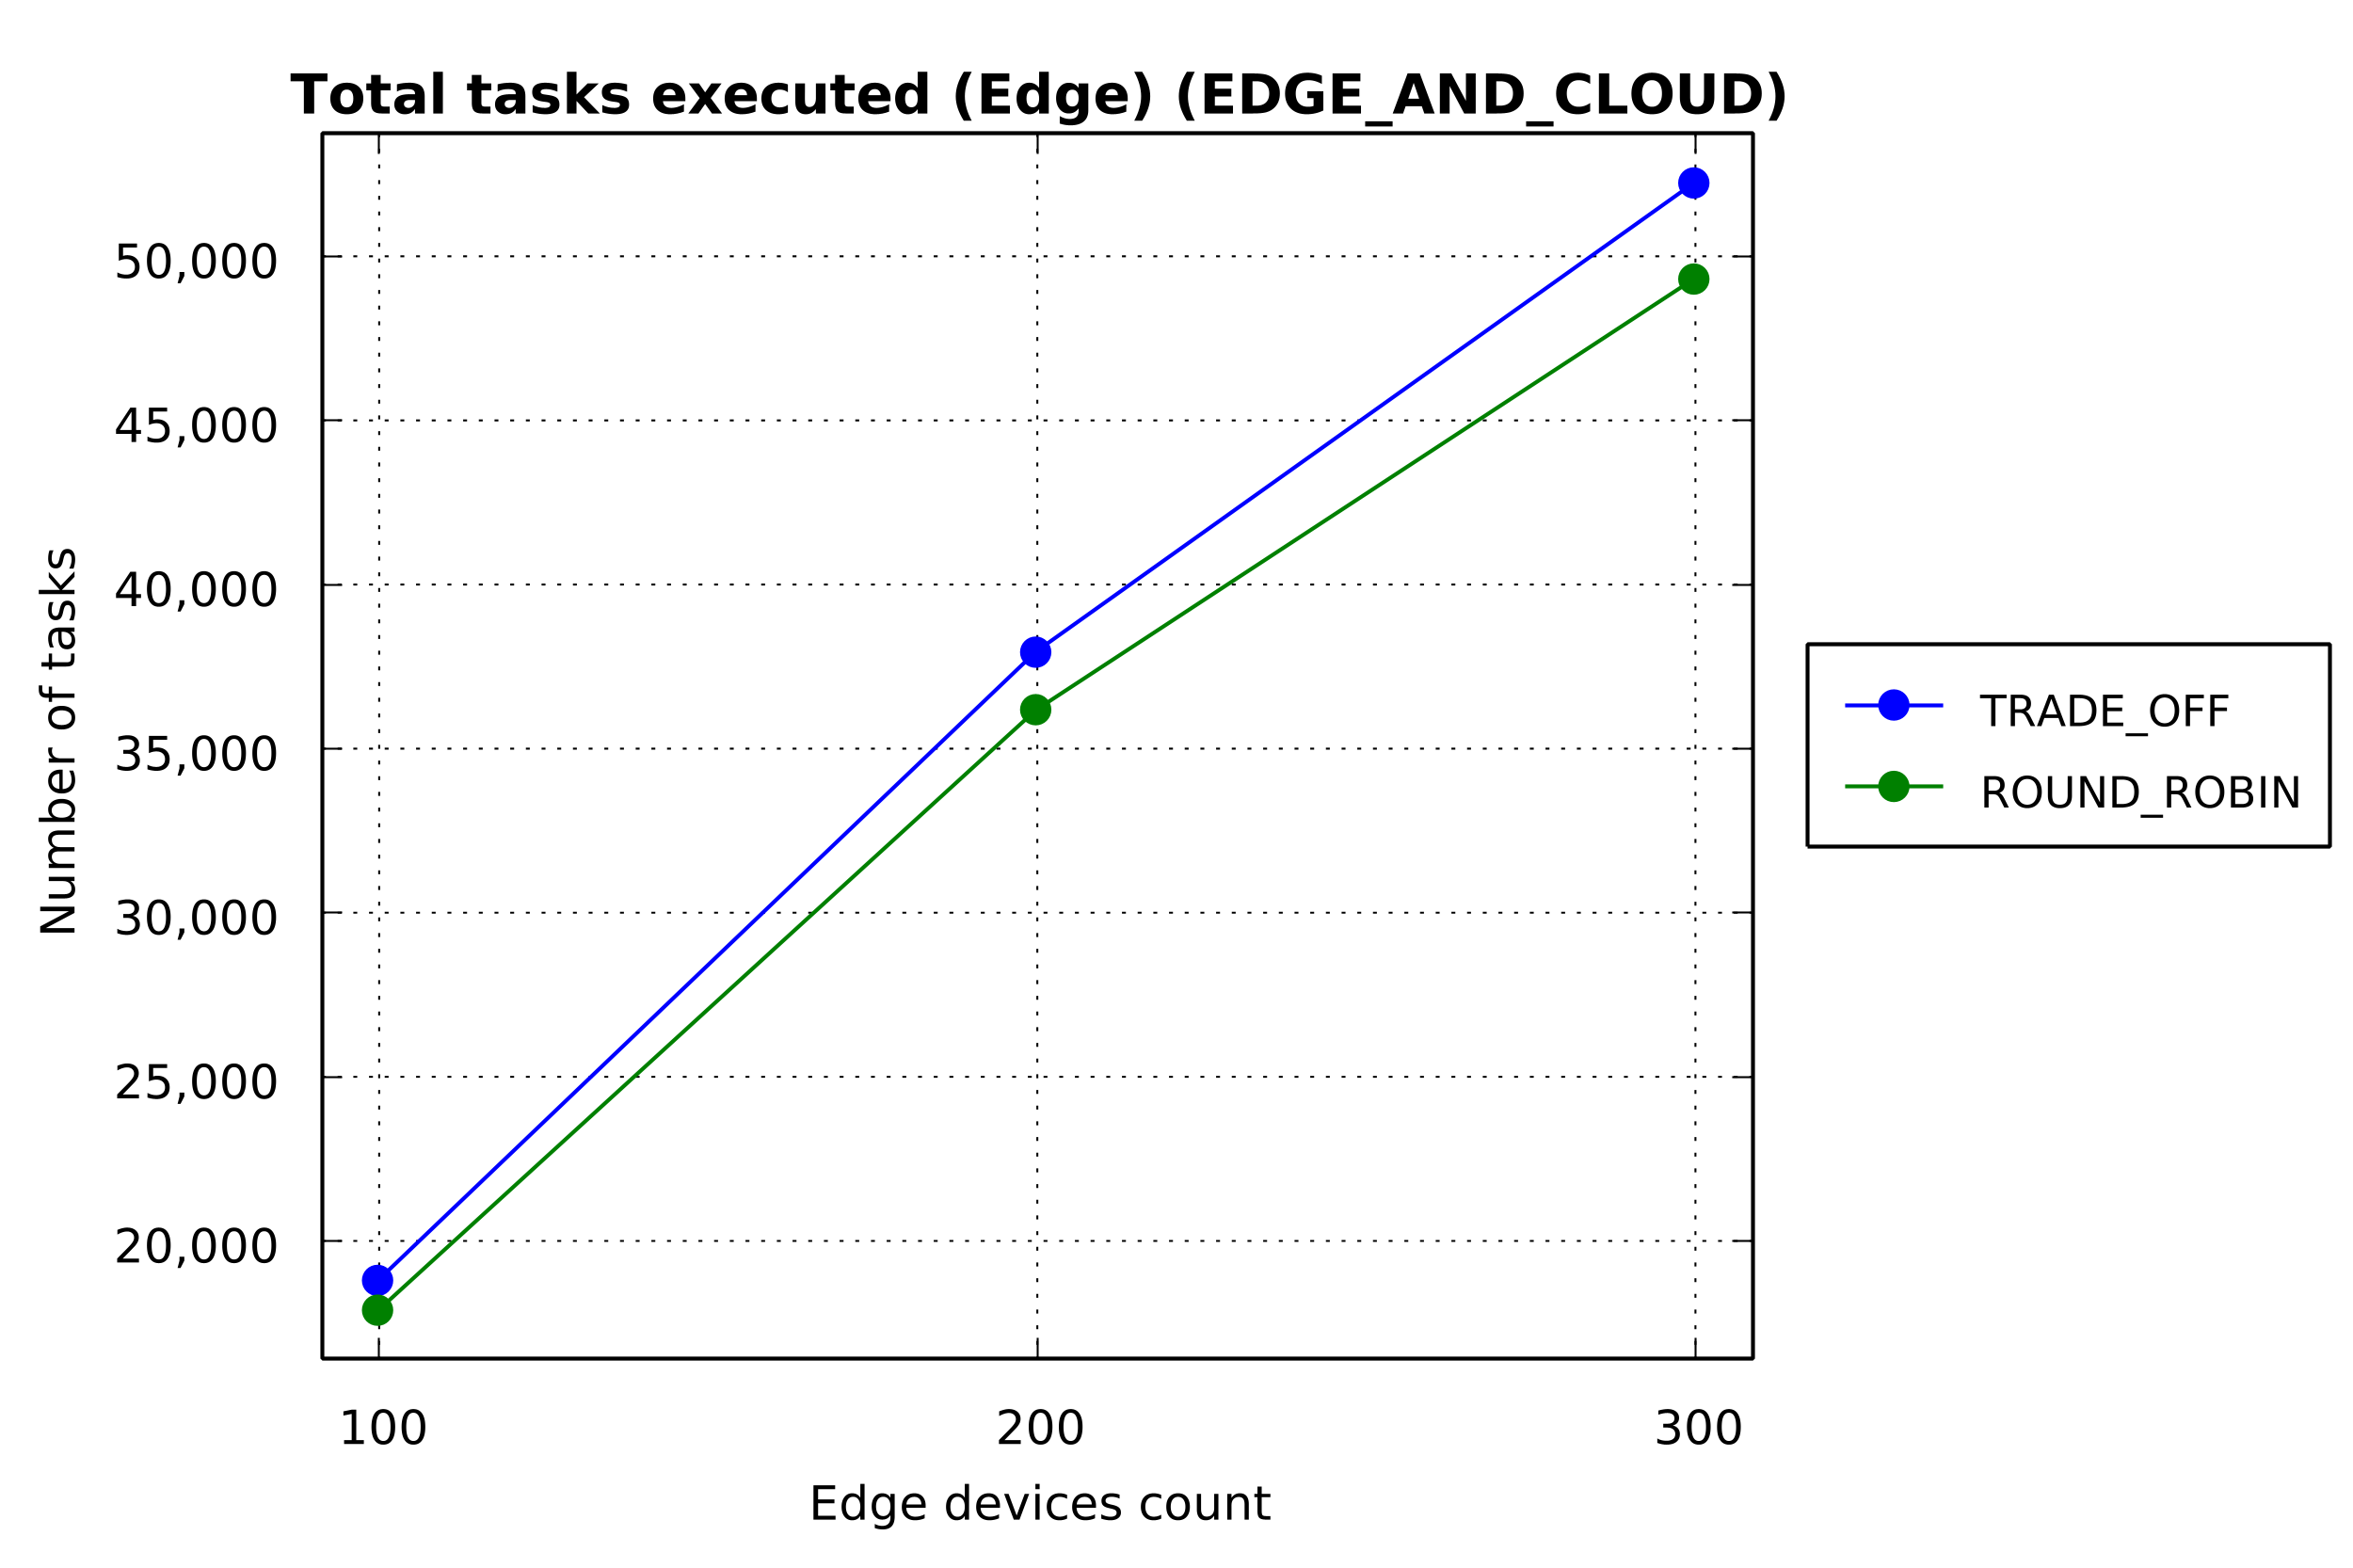 Total tasks executed (Edge) (EDGE_AND_CLOUD)
50,000
45,000
40,000
35,000
30,000
25,000
20,000
Number of tasks
100
200
300
Edge devices count
TRADE_OFF
ROUND_ROBIN